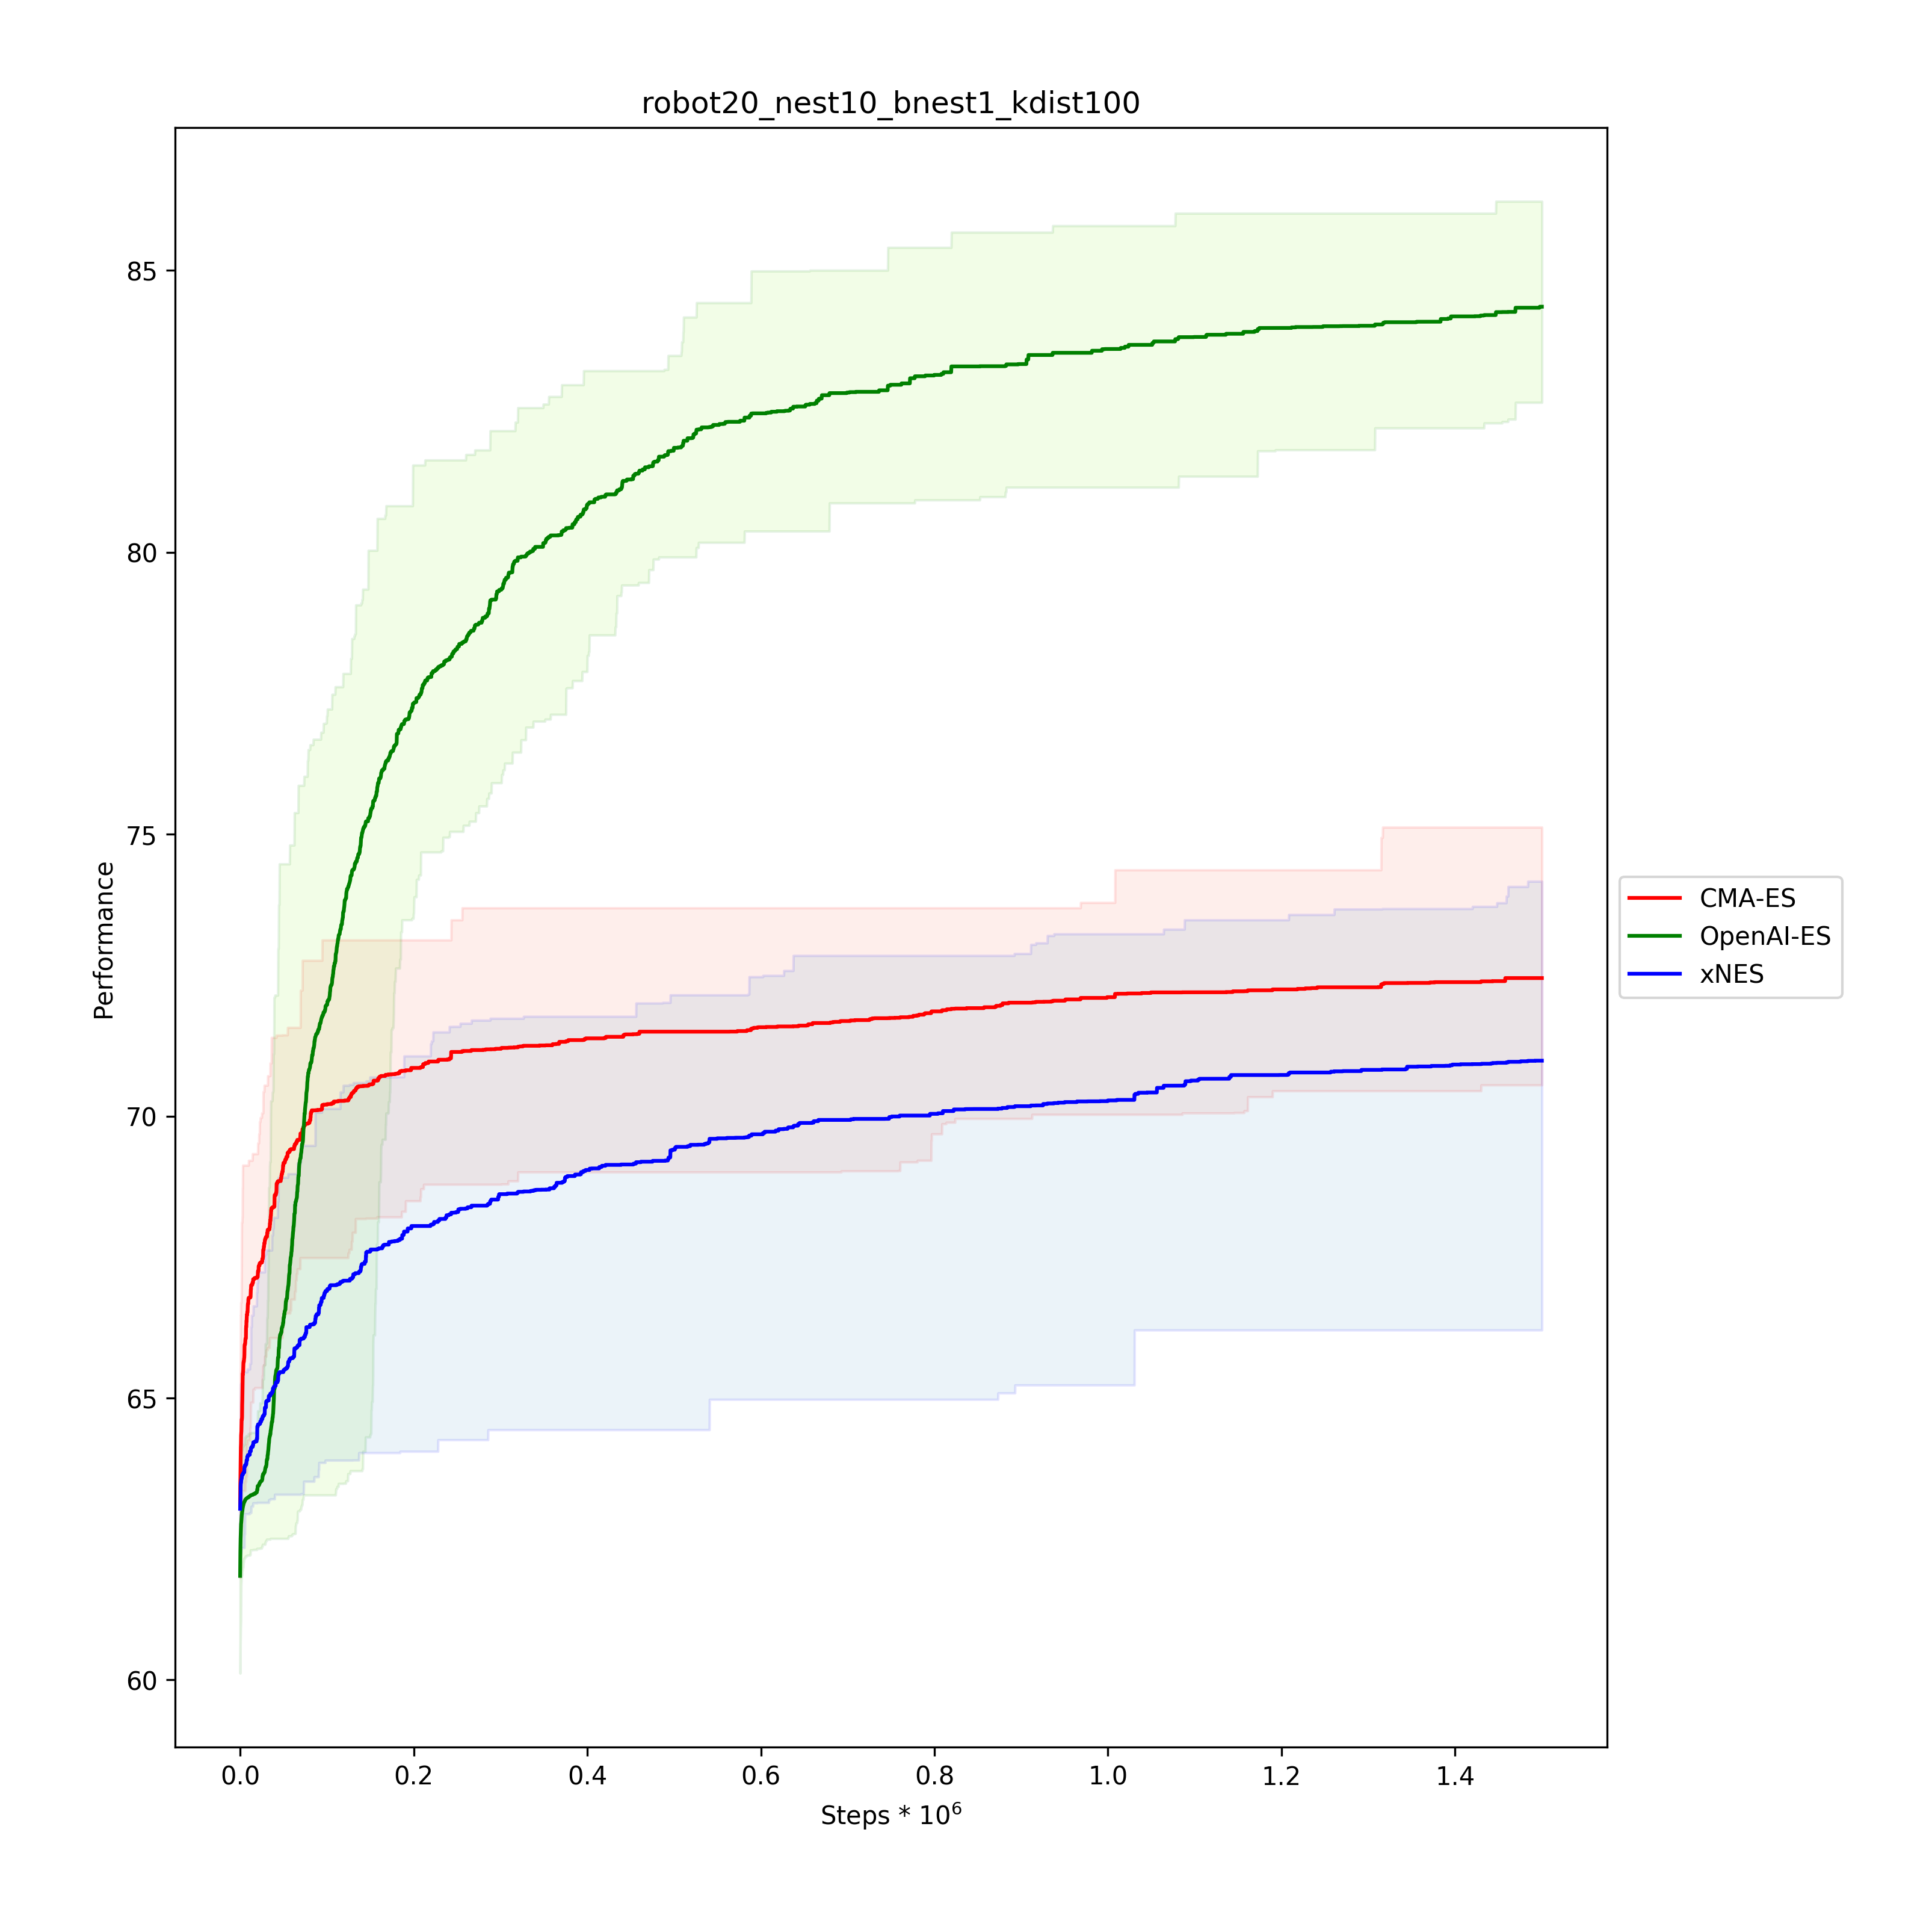 robot20_nest10_bnest1_kdist100
Performance
85
80
75
70
65
60
0.0 0.2 0.4 0.6 0.8 1.0 1.2 1.4
Steps * 10⁶
CMA-ES
OpenAI-ES
xNES